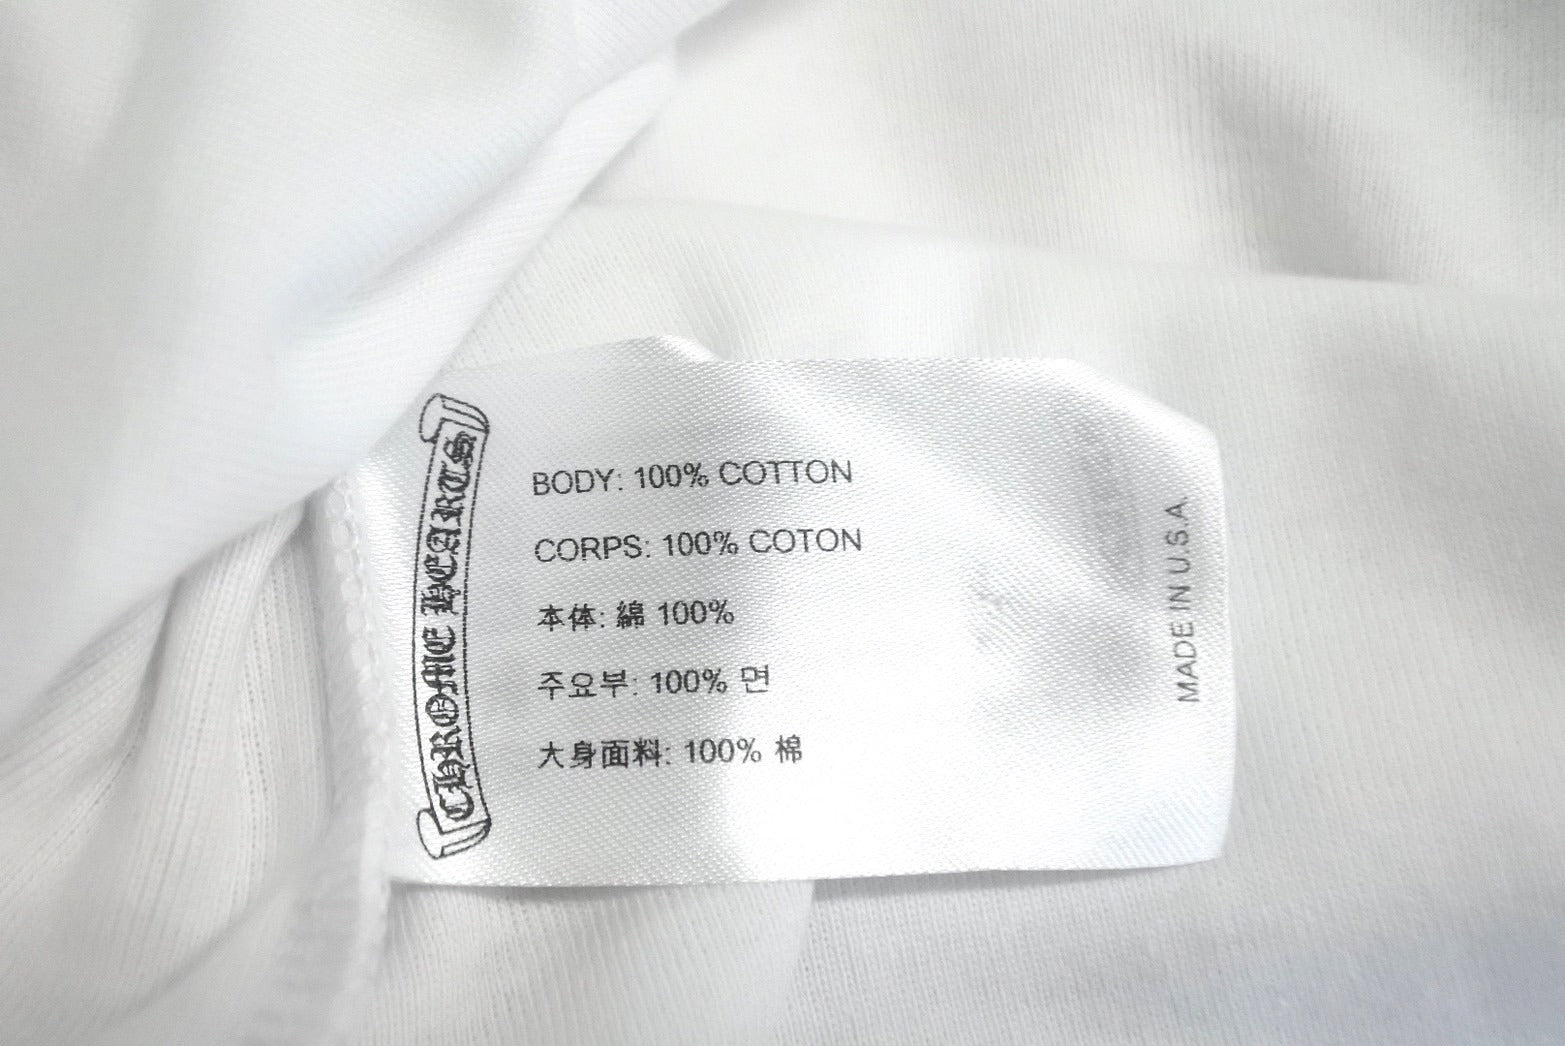 CHROME HEARTS
BODY: 100% COTTON
CORPS: 100% COTON
本体: 綿 100%
주요부: 100% 면
大身面料: 100% 棉
MADE IN U.S.A.